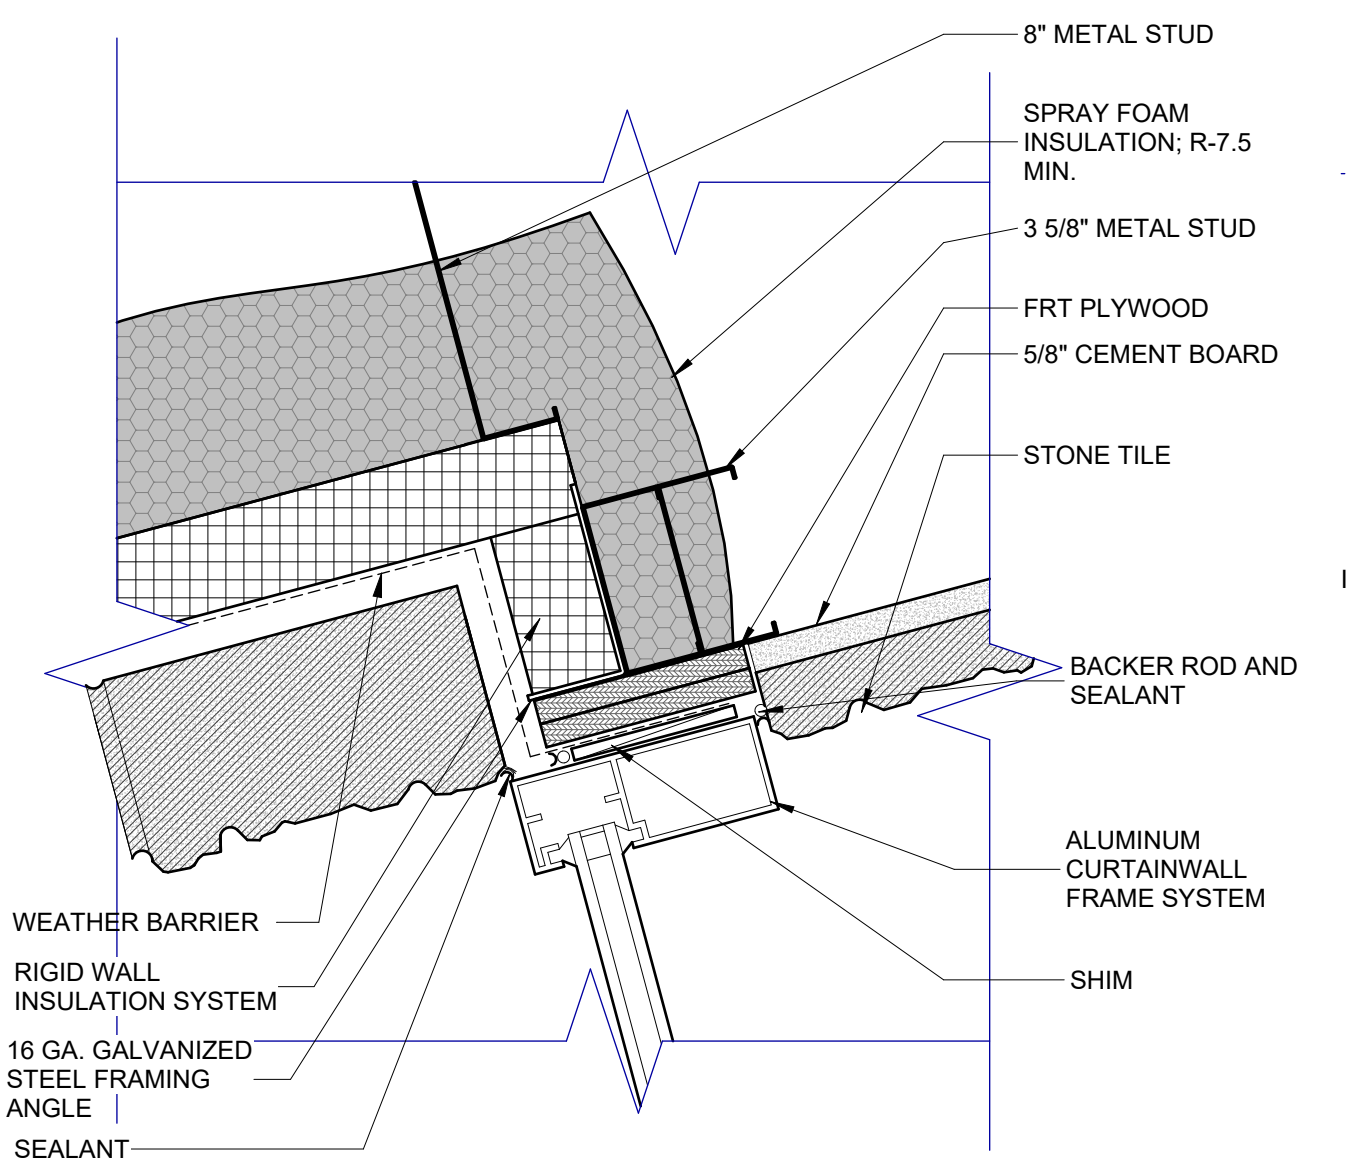 8" METAL STUD
SPRAY FOAM
INSULATION; R-7.5
MIN.
3 5/8" METAL STUD
FRT PLYWOOD
5/8" CEMENT BOARD
STONE TILE
BACKER ROD AND
SEALANT
ALUMINUM
CURTAINWALL
FRAME SYSTEM
SHIM
WEATHER BARRIER
RIGID WALL
INSULATION SYSTEM
16 GA. GALVANIZED
STEEL FRAMING
ANGLE
SEALANT